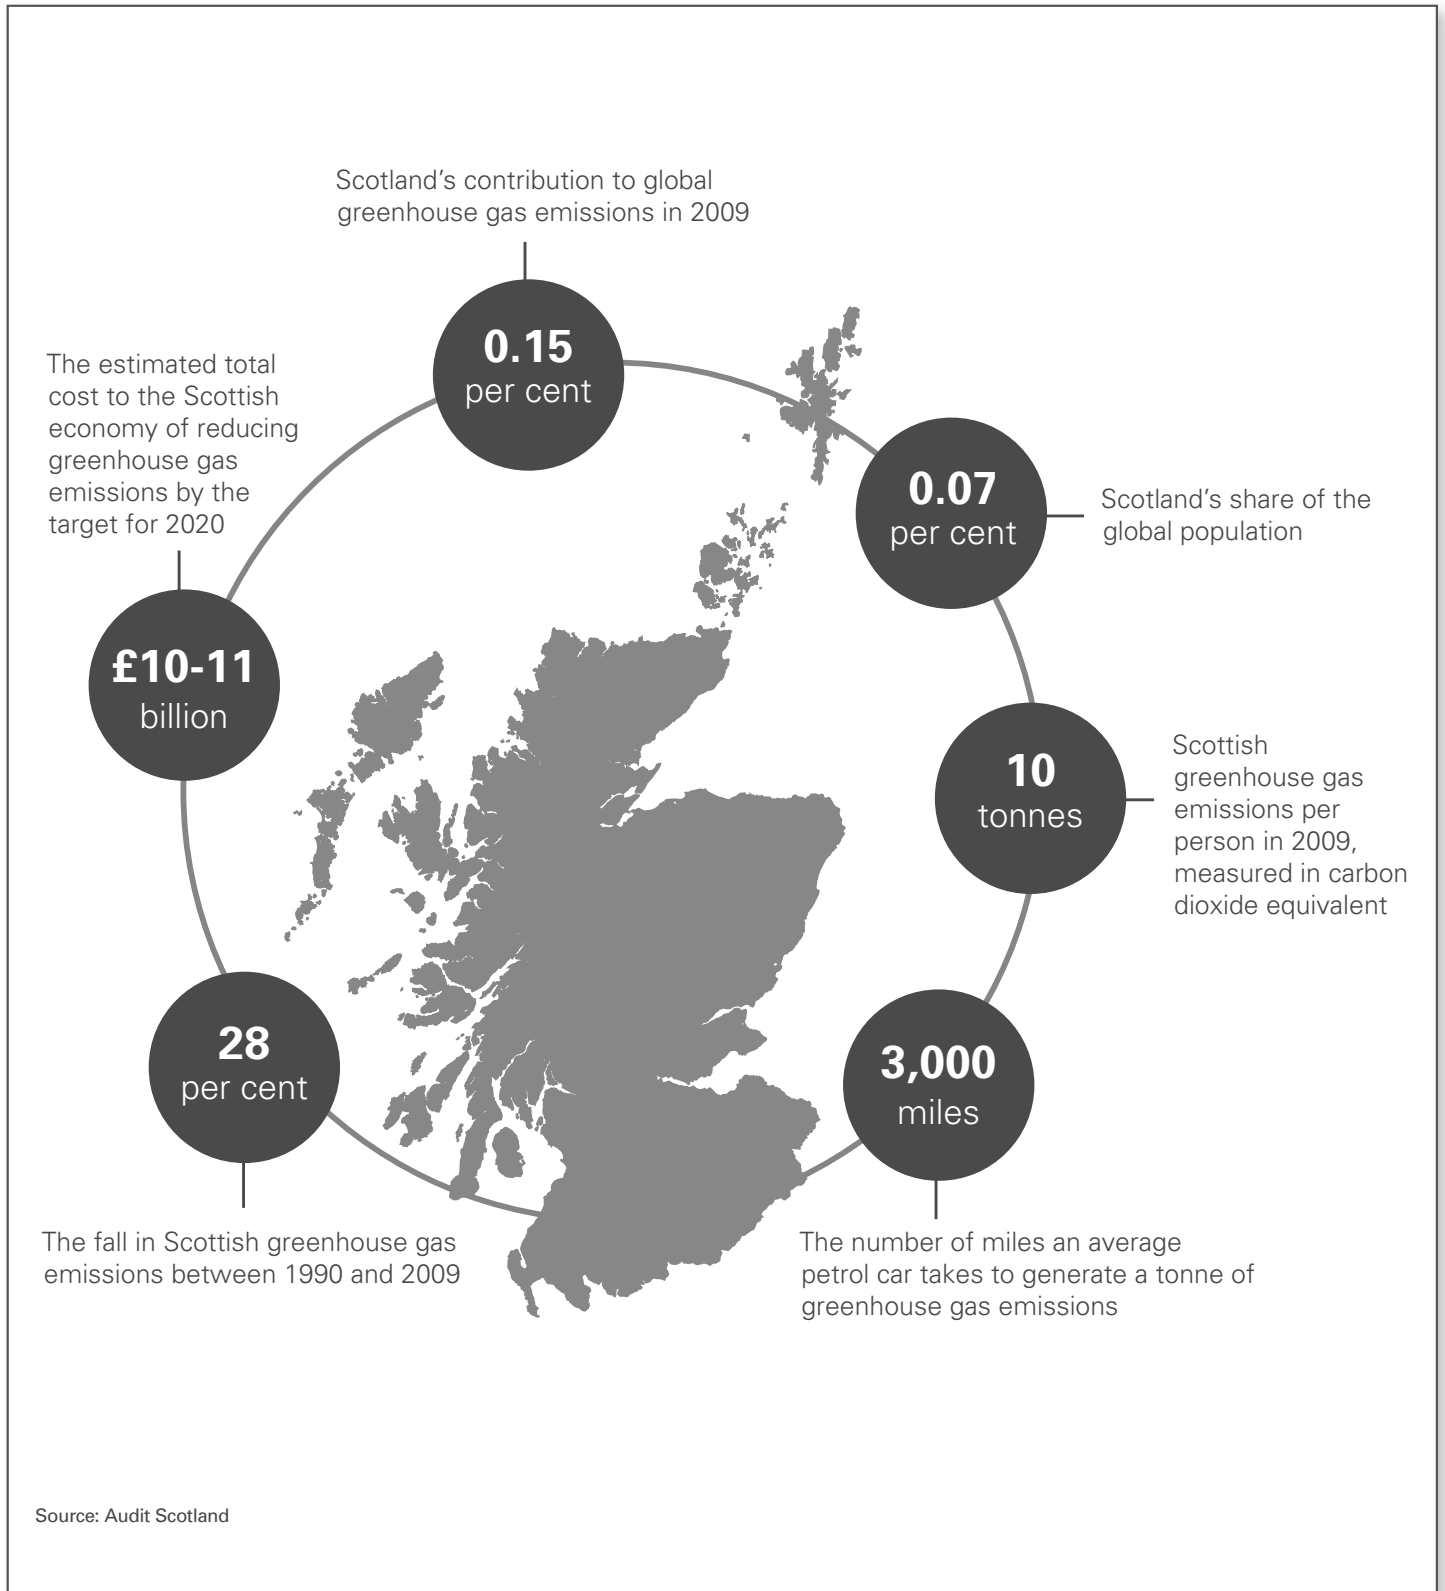 Scotland's contribution to global
greenhouse gas emissions in 2009
0.15
per cent
0.07
per cent
Scotland's share of the
global population
10
tonnes
Scottish
greenhouse gas
emissions per
person in 2009,
measured in carbon
dioxide equivalent
3,000
miles
The number of miles an average
petrol car takes to generate a tonne of
greenhouse gas emissions
28
per cent
The fall in Scottish greenhouse gas
emissions between 1990 and 2009
The estimated total
cost to the Scottish
economy of reducing
greenhouse gas
emissions by the
target for 2020
£10-11
billion
Source: Audit Scotland